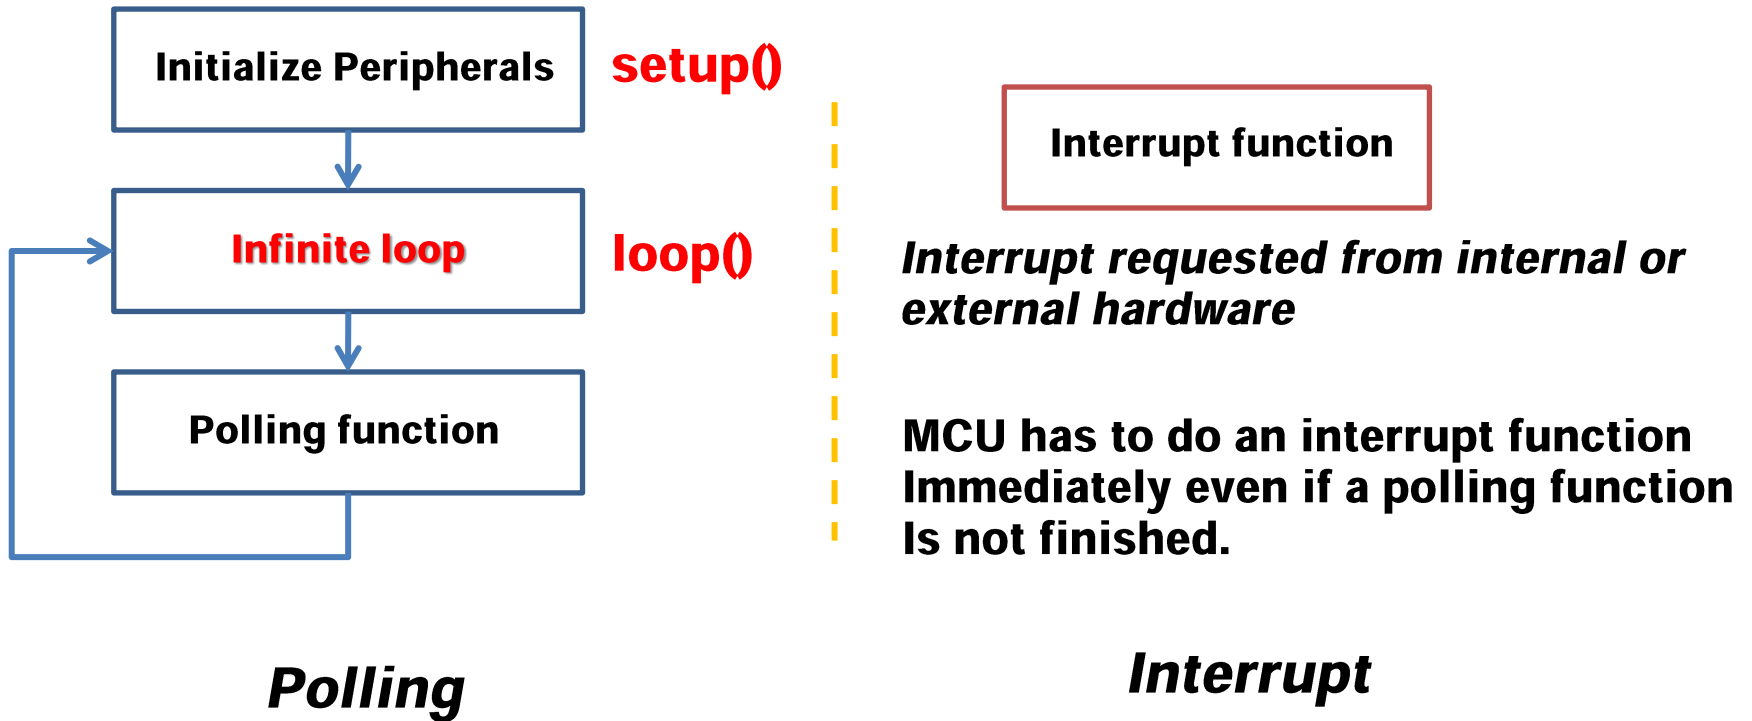 Initialize Peripherals
setup()
Infinite loop
loop()
Polling function
Polling
Interrupt function
Interrupt requested from internal or
external hardware
MCU has to do an interrupt function
Immediately even if a polling function
Is not finished.
Interrupt